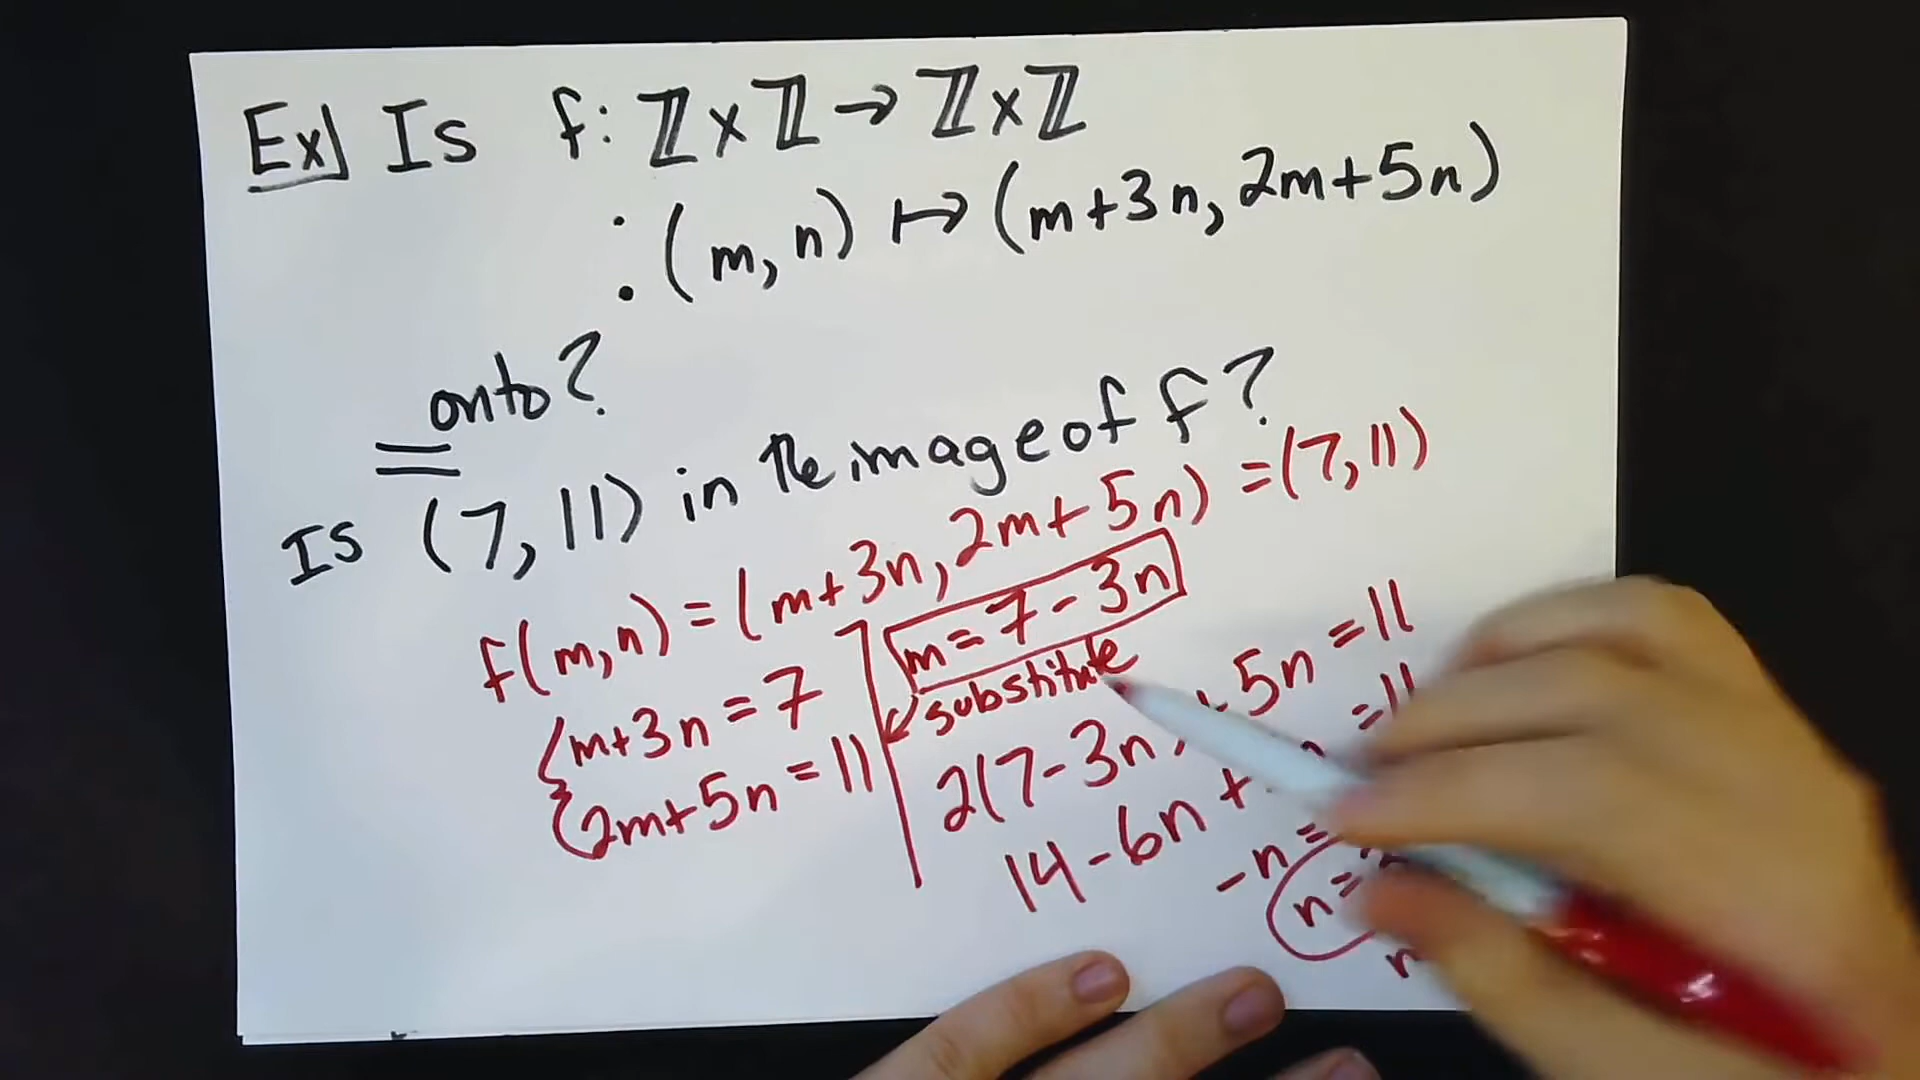 Ex] Is f: ℤ×ℤ → ℤ×ℤ
: (m, n) ↦ (m+3n, 2m+5n)
onto?
Is (7, 11) in the image of f?
f(m, n) = (m+3n, 2m+5n) = (7, 11)
{m+3n = 7
2m+5n = 11
m = 7 - 3n
substitute
2(7-3n + 5n = 11
14 - 6n + = 11
-n =
n =